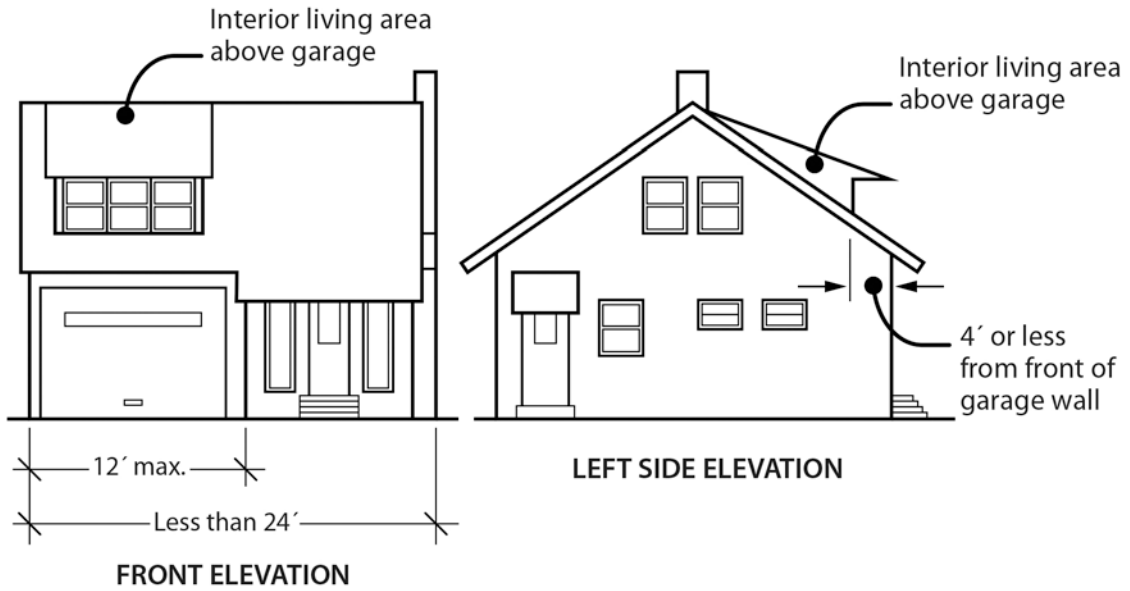 Interior living area
above garage
Interior living area
above garage
4´ or less
from front of
garage wall
12´ max.
Less than 24´
LEFT SIDE ELEVATION
FRONT ELEVATION